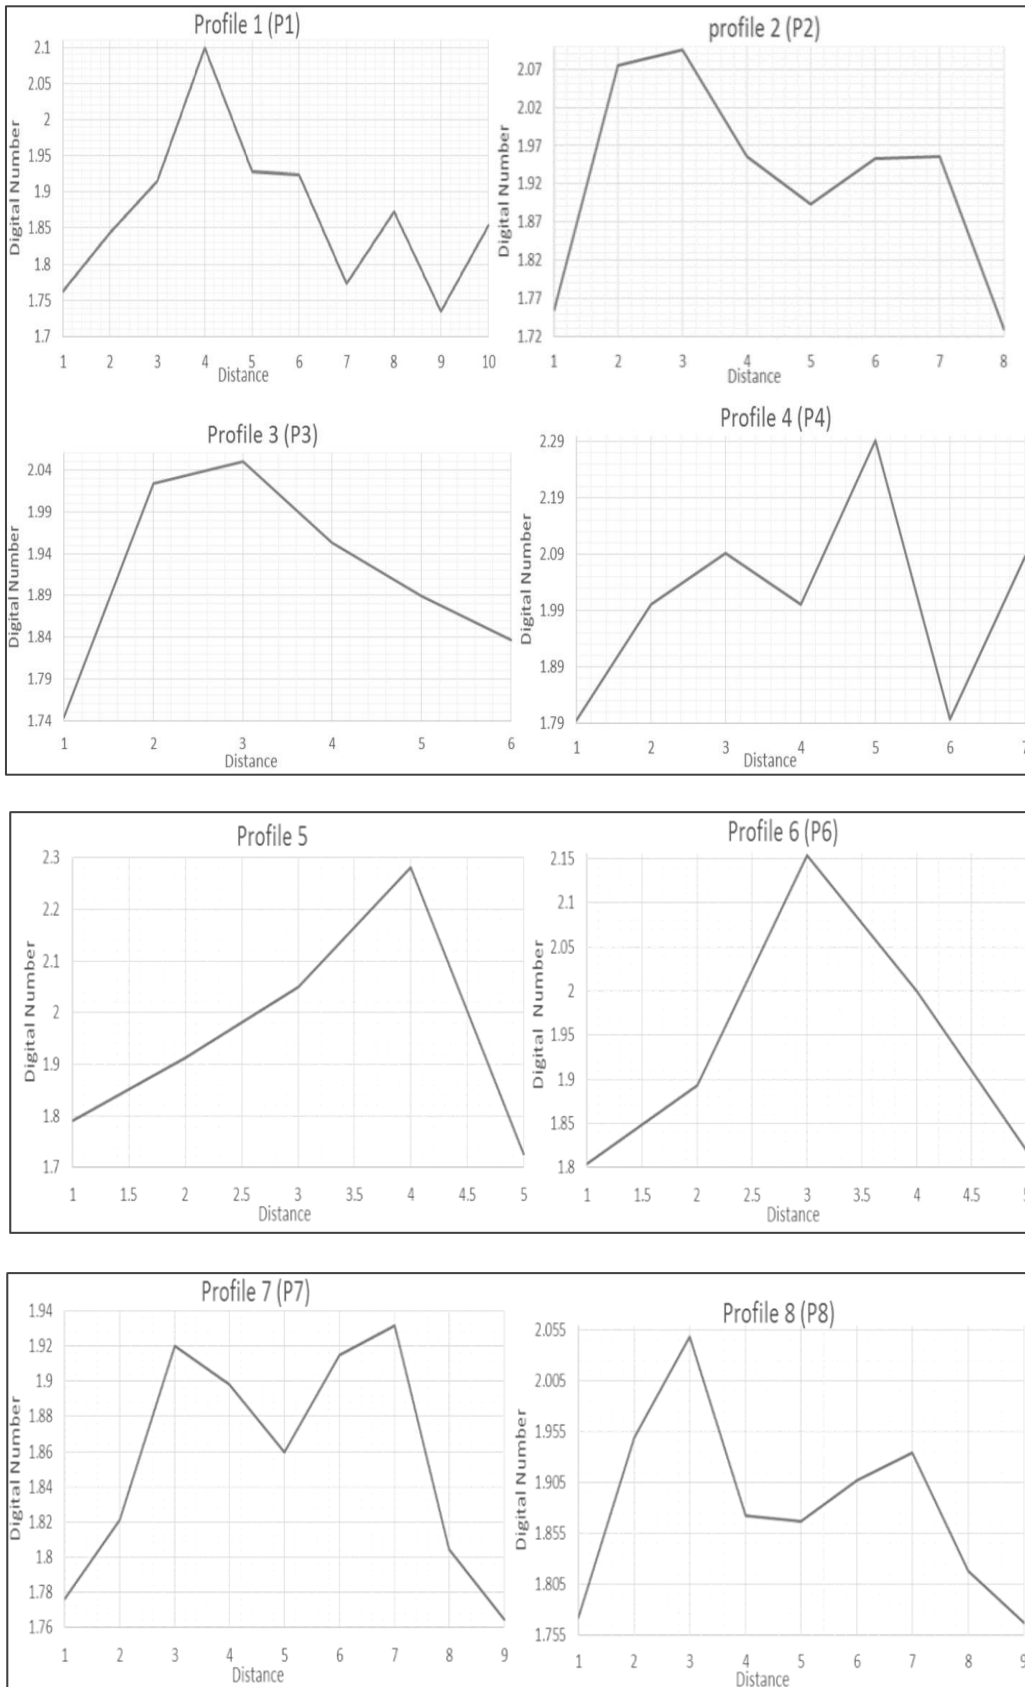 Profile 1 (P1)
Digital Number
2.1
2.05
2
1.95
1.9
1.85
1.8
1.75
1.7
1 2 3 4 5 6 7 8 9 10
Distance
profile 2 (P2)
Digital Number
2.07
2.02
1.97
1.92
1.87
1.82
1.77
1.72
1 2 3 4 5 6 7 8
Distance
Profile 3 (P3)
Digital Number
2.04
1.99
1.94
1.89
1.84
1.79
1.74
1 2 3 4 5 6
Distance
Profile 4 (P4)
Digital Number
2.29
2.19
2.09
1.99
1.89
1.79
1 2 3 4 5 6 7
Distance
Profile 5
Digital Number
2.3
2.2
2.1
2
1.9
1.8
1.7
1 1.5 2 2.5 3 3.5 4 4.5 5
Distance
Profile 6 (P6)
Digital Number
2.15
2.1
2.05
2
1.95
1.9
1.85
1.8
1 1.5 2 2.5 3 3.5 4 4.5 5
Distance
Profile 7 (P7)
Digital Number
1.94
1.92
1.9
1.88
1.86
1.84
1.82
1.8
1.78
1.76
1 2 3 4 5 6 7 8 9
Distance
Profile 8 (P8)
Digital Number
2.055
2.005
1.955
1.905
1.855
1.805
1.755
1 2 3 4 5 6 7 8 9
Distance